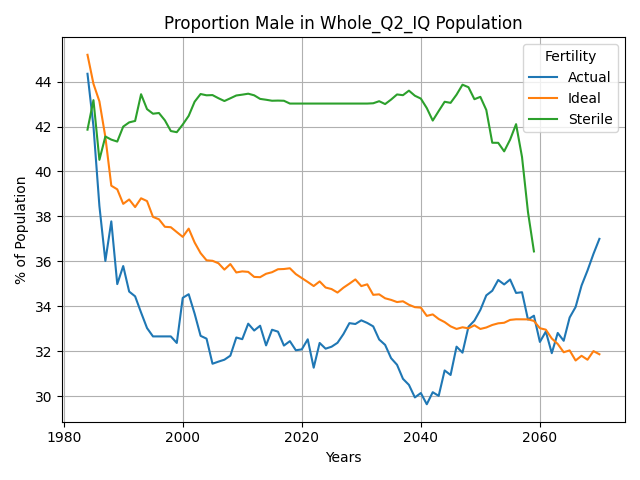 Proportion Male in Whole_Q2_IQ Population
Fertility
Actual
Ideal
Sterile
% of Population
44
42
40
38
36
34
32
30
1980
2000
2020
2040
2060
Years